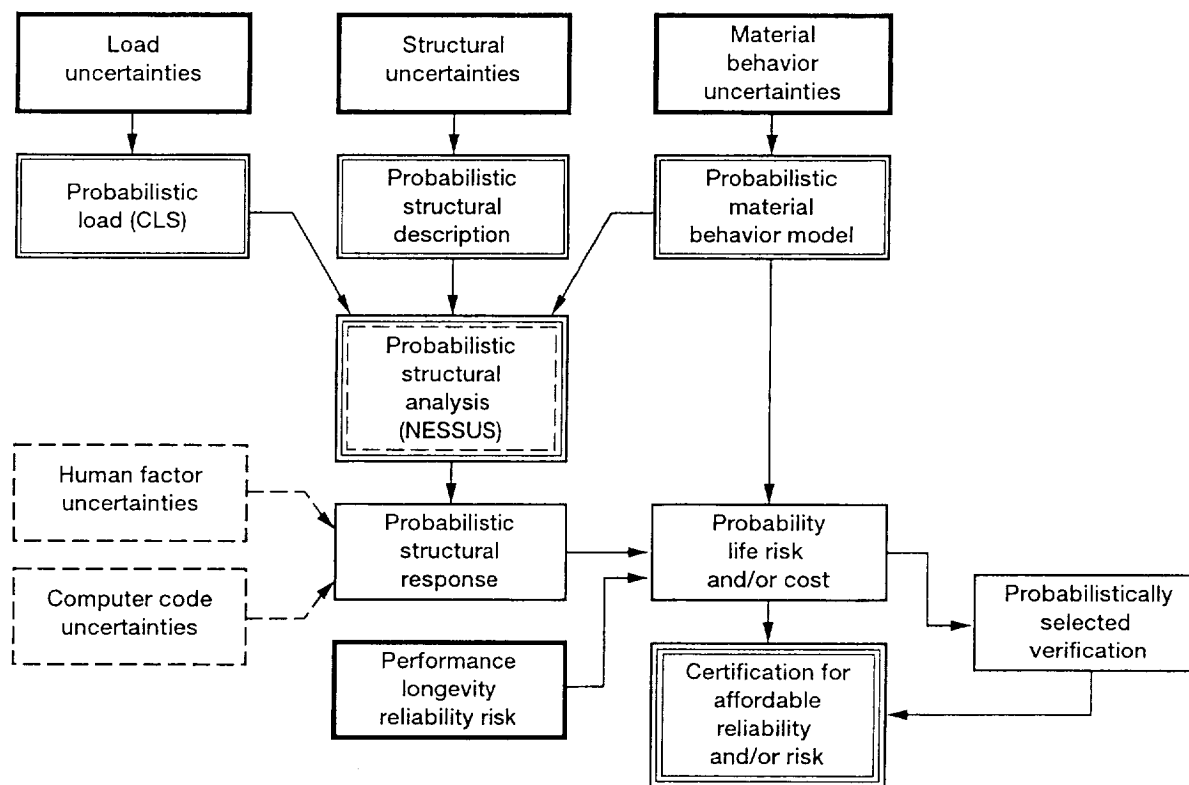 Load
uncertainties
Structural
uncertainties
Material
behavior
uncertainties
Probabilistic
load (CLS)
Probabilistic
structural
description
Probabilistic
material
behavior model
Probabilistic
structural
analysis
(NESSUS)
Human factor
uncertainties
Probabilistic
structural
response
Probability
life risk
and/or cost
Computer code
uncertainties
Probabilistically
selected
verification
Performance
longevity
reliability risk
Certification for
affordable
reliability
and/or risk